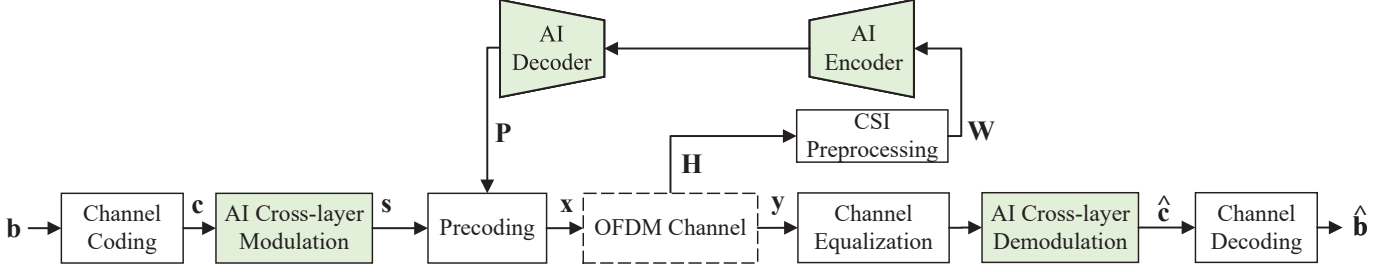 AI
Decoder
AI
Encoder
P
H
CSI
Preprocessing
W
b
Channel
Coding
c
AI Cross-layer
Modulation
s
Precoding
x
OFDM Channel
y
Channel
Equalization
AI Cross-layer
Demodulation
ĉ
Channel
Decoding
b̂